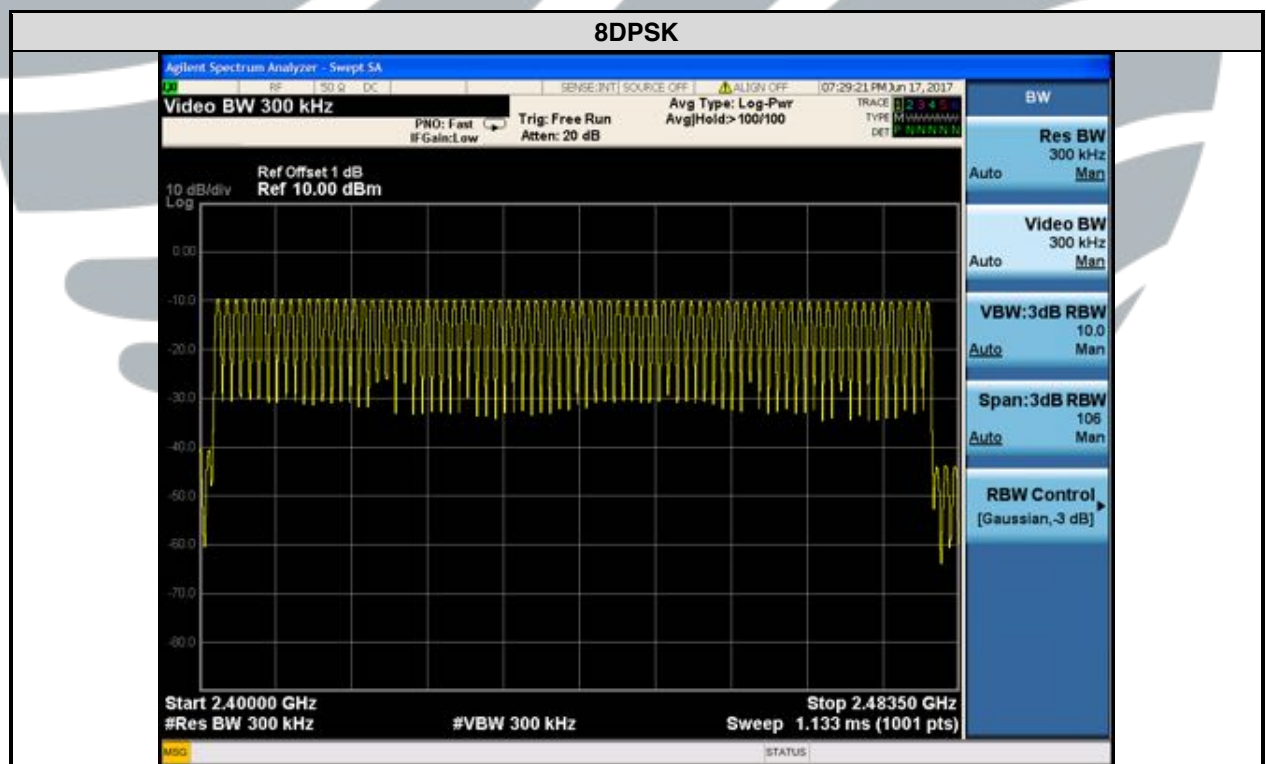 8DPSK
Agilent Spectrum Analyzer - Swept SA
RF 50 Ω DC SENSE:INT SOURCE OFF ALIGN OFF 07:29:21 PM Jun 17, 2017
Video BW 300 kHz
PNO: Fast
IFGain:Low
Trig: Free Run
Atten: 20 dB
Avg Type: Log-Pwr
Avg|Hold:>100/100
TRACE 1 2 3 4 5 6
TYPE M
DET P N N N N N
Ref Offset 1 dB
10 dB/div Ref 10.00 dBm
Log
0.00
-10.0
-20.0
-30.0
-40.0
-50.0
-60.0
-70.0
-80.0
Start 2.40000 GHz Stop 2.48350 GHz
#Res BW 300 kHz #VBW 300 kHz Sweep 1.133 ms (1001 pts)
MSG STATUS
BW
Res BW
300 kHz
Auto Man
Video BW
300 kHz
Auto Man
VBW:3dB RBW
10.0
Auto Man
Span:3dB RBW
106
Auto Man
RBW Control
[Gaussian,-3 dB]